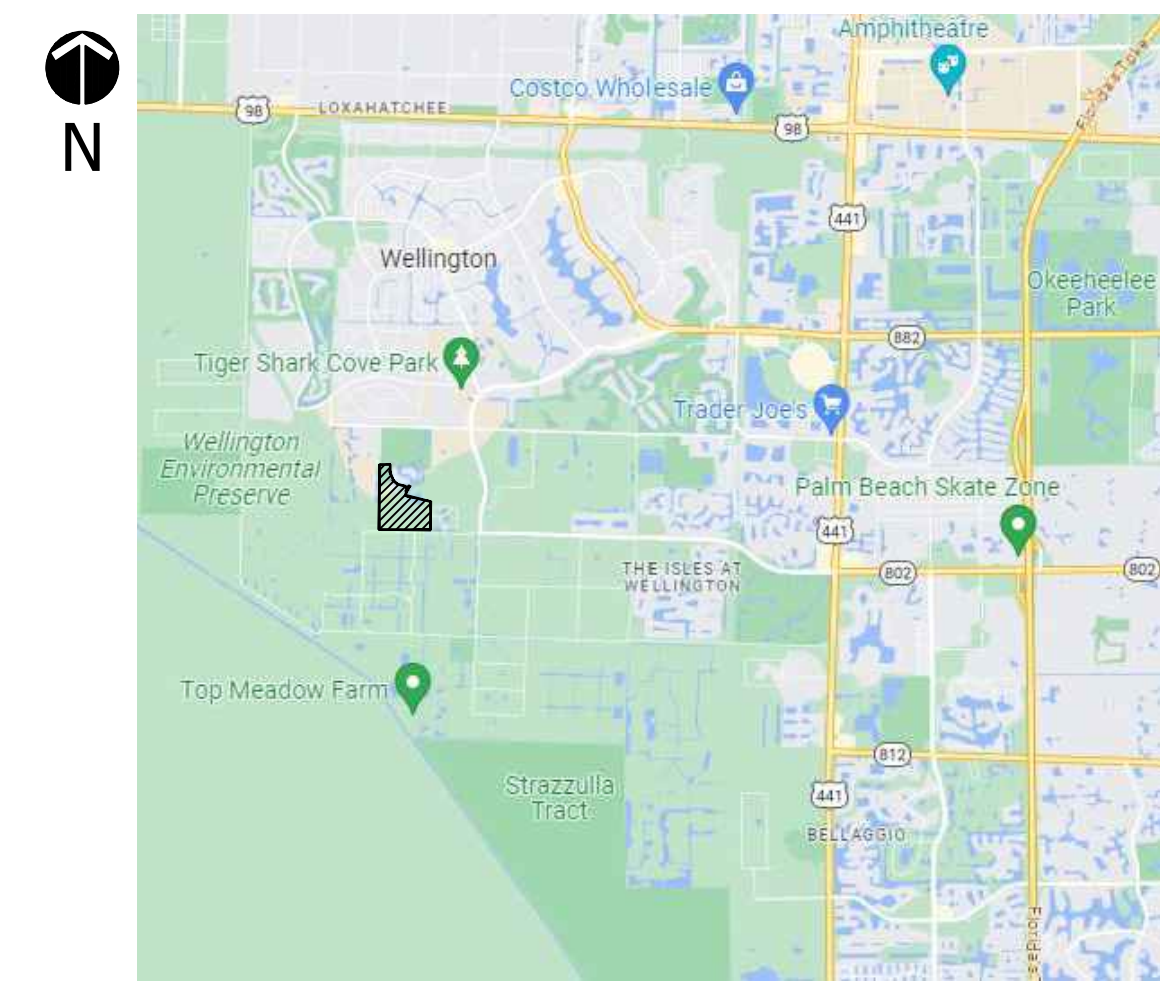 N
Amphitheatre
Costco Wholesale
98
LOXAHATCHEE
98
441
Wellington
Okeeheelee
Park
882
Tiger Shark Cove Park
Trader Joe's
Wellington
Environmental
Preserve
Palm Beach Skate Zone
441
THE ISLES AT
WELLINGTON
802
802
Top Meadow Farm
812
Strazzulla
Tract
441
BELLAGGIO
Florida's T